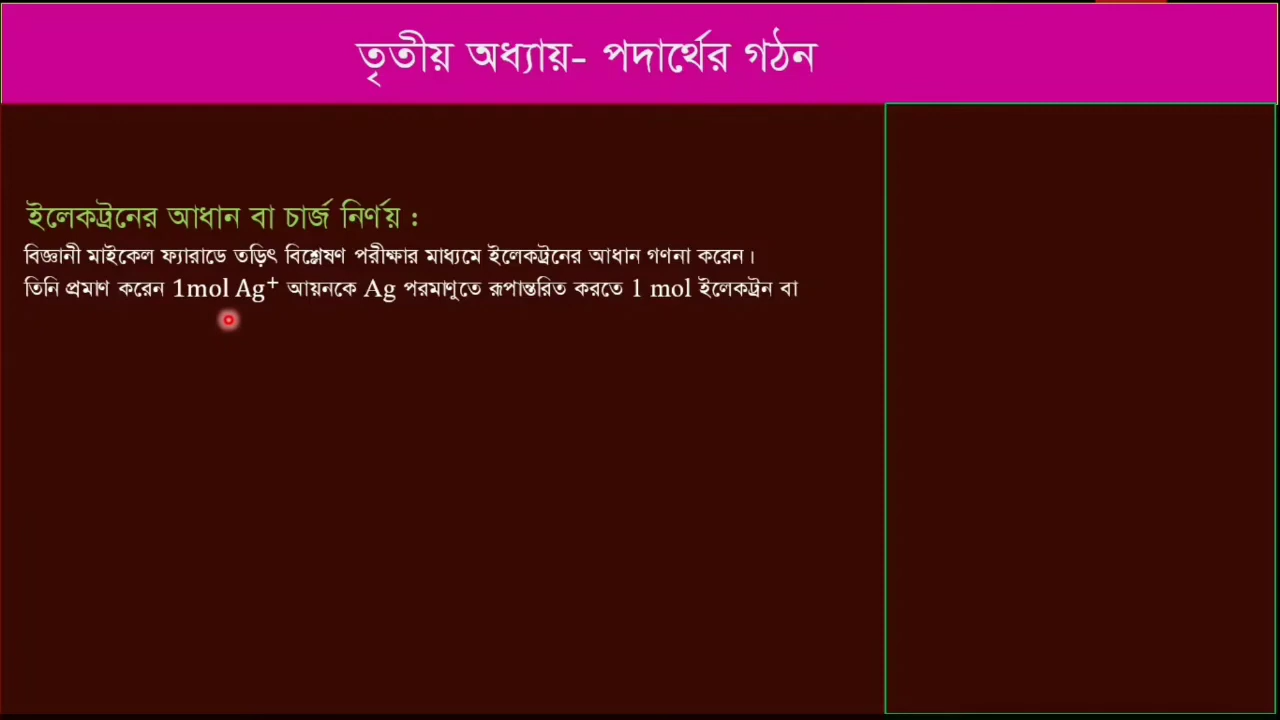 তৃতীয় অধ্যায়- পদার্থের গঠন
ইলেকট্রনের আধান বা চার্জ নির্ণয় :
বিজ্ঞানী মাইকেল ফ্যারাডে তড়িৎ বিশ্লেষণ পরীক্ষার মাধ্যমে ইলেকট্রনের আধান গণনা করেন।
তিনি প্রমাণ করেন 1mol Ag⁺ আয়নকে Ag পরমাণুতে রূপান্তরিত করতে 1 mol ইলেকট্রন বা